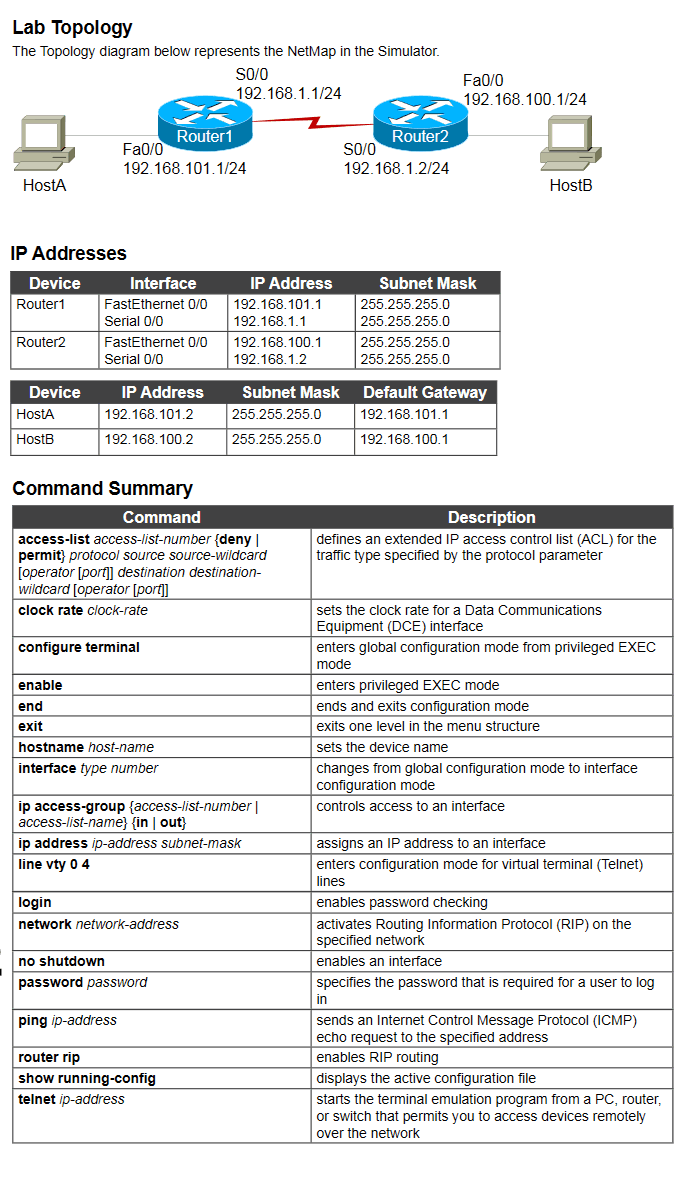 Lab Topology
The Topology diagram below represents the NetMap in the Simulator.
S0/0
192.168.1.1/24
Fa0/0
192.168.100.1/24
Router1
Router2
Fa0/0
192.168.101.1/24
S0/0
192.168.1.2/24
HostA
HostB
IP Addresses
Device Interface IP Address Subnet Mask
Router1 FastEthernet 0/0 192.168.101.1 255.255.255.0
Serial 0/0 192.168.1.1 255.255.255.0
Router2 FastEthernet 0/0 192.168.100.1 255.255.255.0
Serial 0/0 192.168.1.2 255.255.255.0
Device IP Address Subnet Mask Default Gateway
HostA 192.168.101.2 255.255.255.0 192.168.101.1
HostB 192.168.100.2 255.255.255.0 192.168.100.1
Command Summary
Command Description
access-list access-list-number {deny | defines an extended IP access control list (ACL) for the
permit} protocol source source-wildcard traffic type specified by the protocol parameter
[operator [port]] destination destination-
wildcard [operator [port]]
clock rate clock-rate sets the clock rate for a Data Communications
Equipment (DCE) interface
configure terminal enters global configuration mode from privileged EXEC
mode
enable enters privileged EXEC mode
end ends and exits configuration mode
exit exits one level in the menu structure
hostname host-name sets the device name
interface type number changes from global configuration mode to interface
configuration mode
ip access-group {access-list-number | controls access to an interface
access-list-name} {in | out}
ip address ip-address subnet-mask assigns an IP address to an interface
line vty 0 4 enters configuration mode for virtual terminal (Telnet)
lines
login enables password checking
network network-address activates Routing Information Protocol (RIP) on the
specified network
no shutdown enables an interface
password password specifies the password that is required for a user to log
in
ping ip-address sends an Internet Control Message Protocol (ICMP)
echo request to the specified address
router rip enables RIP routing
show running-config displays the active configuration file
telnet ip-address starts the terminal emulation program from a PC, router,
or switch that permits you to access devices remotely
over the network